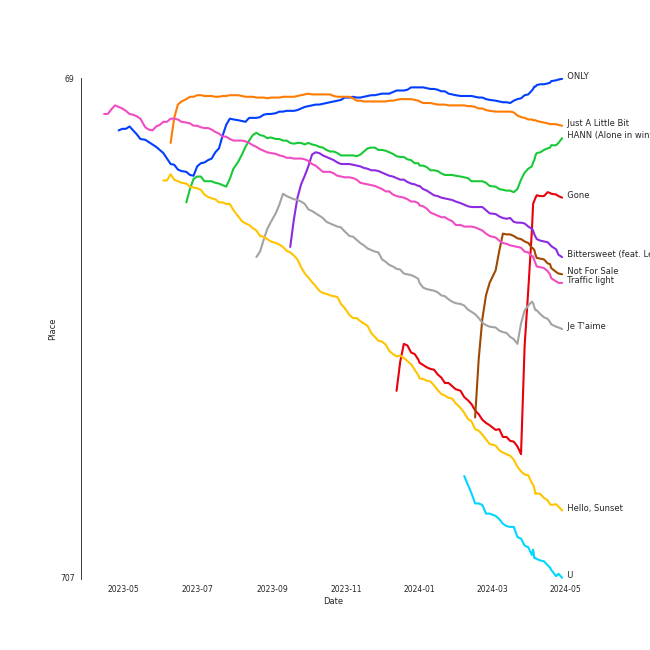 69
ONLY
Just A Little Bit
HANN (Alone in win
Gone
Bittersweet (feat. Le
Not For Sale
Traffic light
Je T'aime
Place
Hello, Sunset
U
707
2023-05 2023-07 2023-09 2023-11 2024-01 2024-03 2024-05
Date